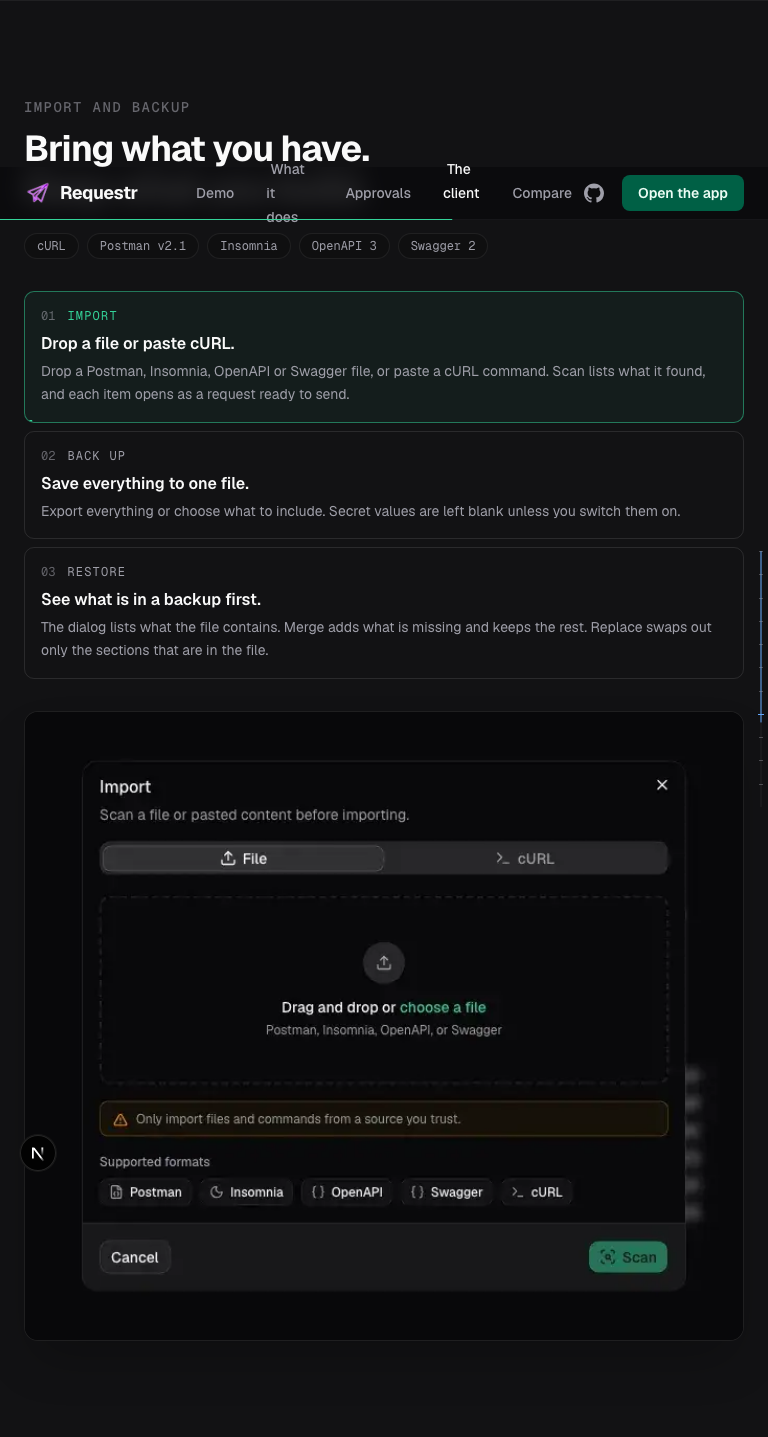 IMPORT AND BACKUP
Bring what you have.
Requestr
Demo
What
it
does
Approvals
The
client
Compare
Open the app
cURL
Postman v2.1
Insomnia
OpenAPI 3
Swagger 2
01 IMPORT
Drop a file or paste cURL.
Drop a Postman, Insomnia, OpenAPI or Swagger file, or paste a cURL command. Scan lists what it found,
and each item opens as a request ready to send.
02 BACK UP
Save everything to one file.
Export everything or choose what to include. Secret values are left blank unless you switch them on.
03 RESTORE
See what is in a backup first.
The dialog lists what the file contains. Merge adds what is missing and keeps the rest. Replace swaps out
only the sections that are in the file.
Import
Scan a file or pasted content before importing.
File
cURL
Drag and drop or choose a file
Postman, Insomnia, OpenAPI, or Swagger
Only import files and commands from a source you trust.
N
Supported formats
Postman
Insomnia
OpenAPI
Swagger
cURL
Cancel
Scan